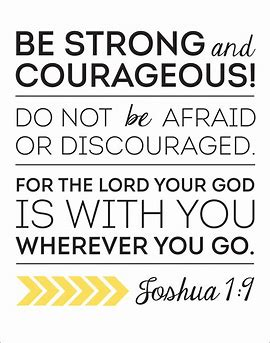 BE STRONG and
COURAGEOUS!
DO NOT be AFRAID
OR DISCOURAGED.
FOR THE LORD YOUR GOD
IS WITH YOU
WHEREVER YOU GO.
Joshua 1:9